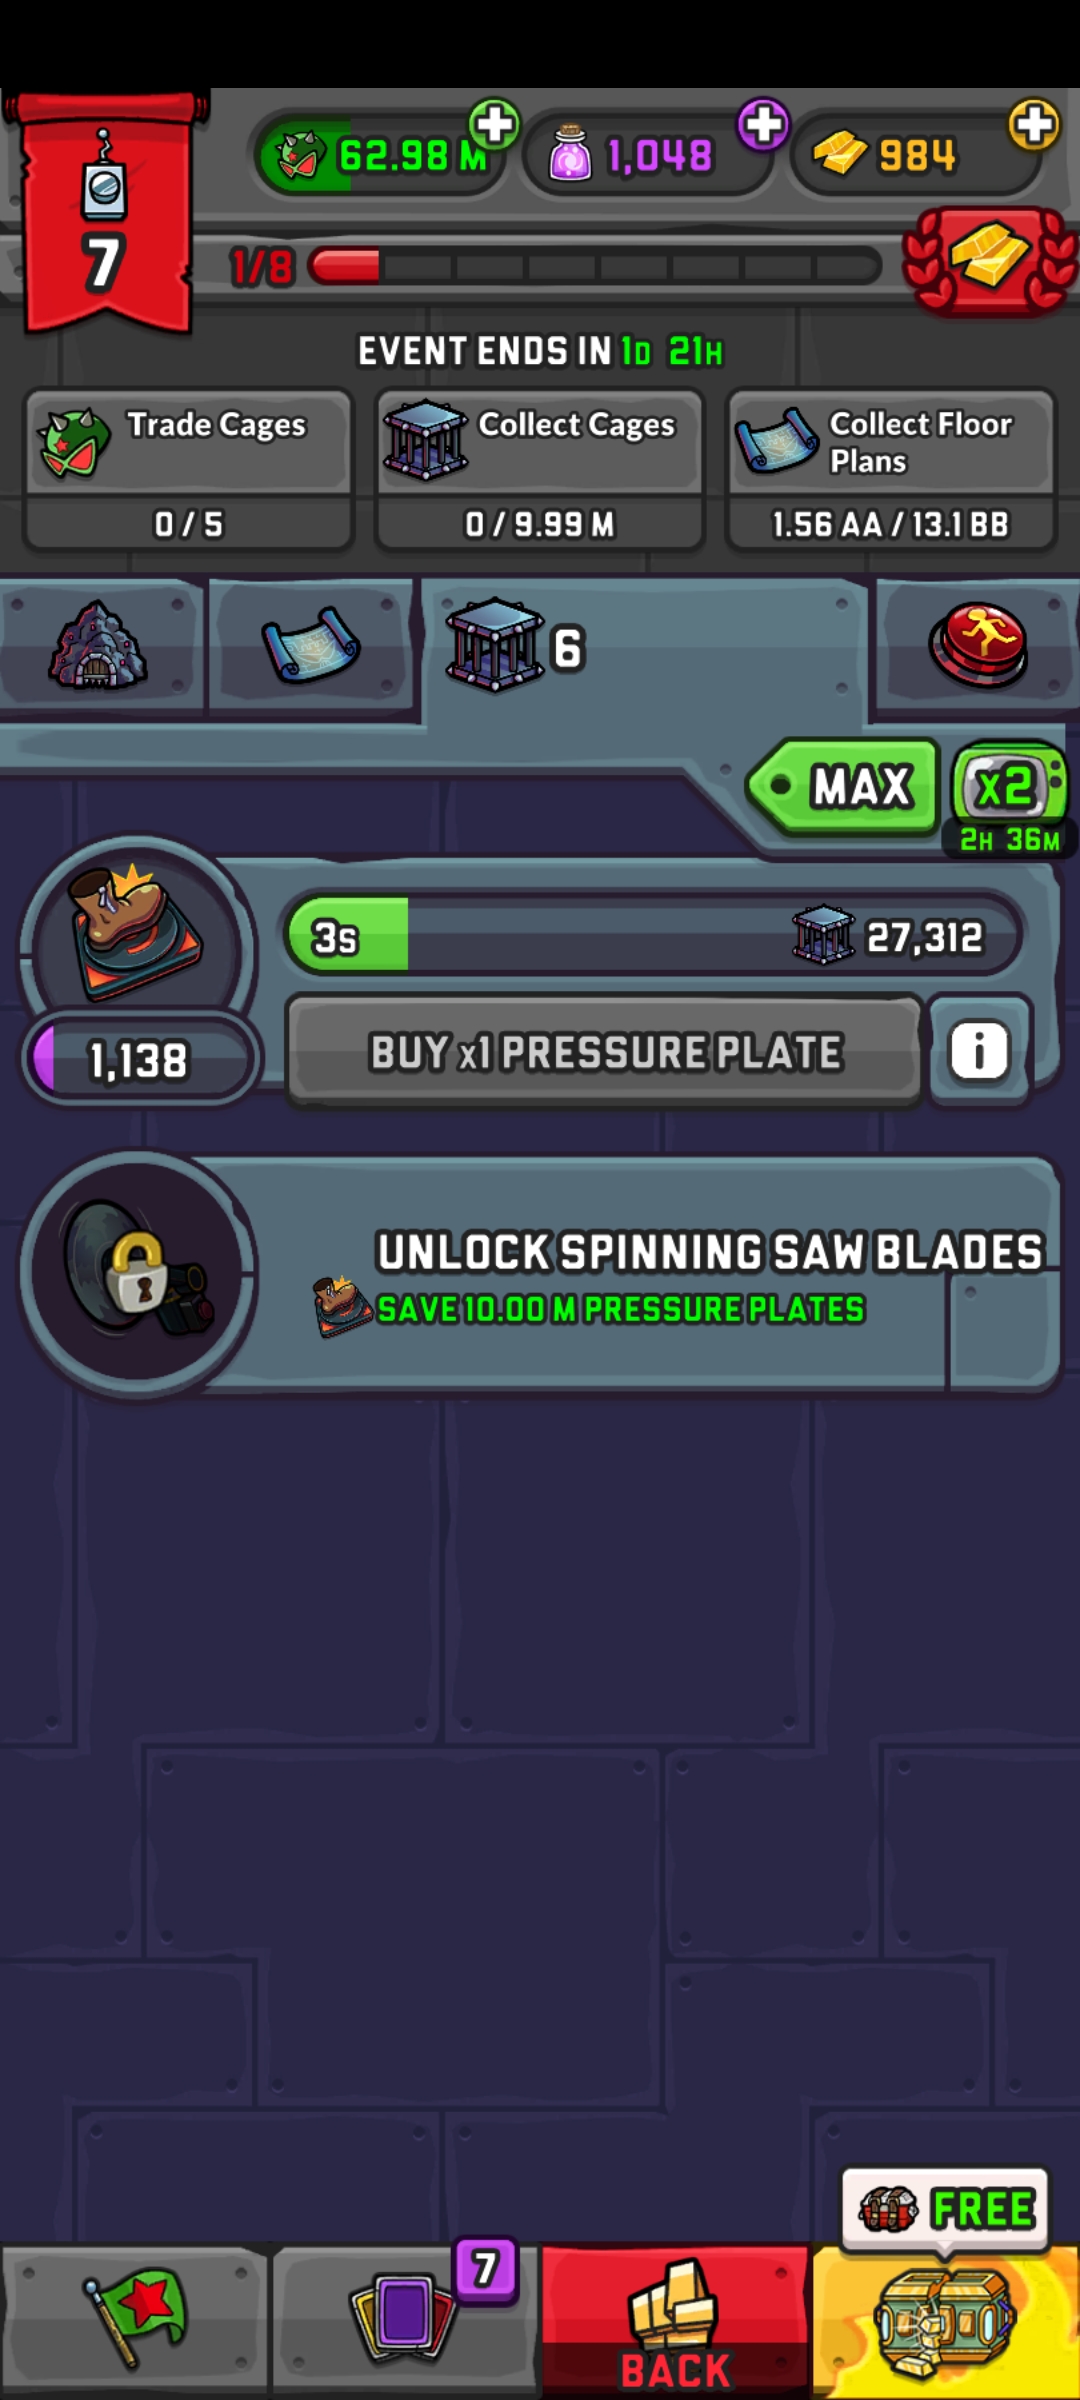 62.98 M
1,048
984
7
1/8
EVENT ENDS IN 1D 21H
Trade Cages
0 / 5
Collect Cages
0 / 9.99 M
Collect Floor
Plans
1.56 AA / 13.1 BB
6
MAX
x2
2H 36M
3s
27,312
1,138
BUY x1 PRESSURE PLATE
i
UNLOCK SPINNING SAW BLADES
SAVE 10.00 M PRESSURE PLATES
FREE
7
BACK